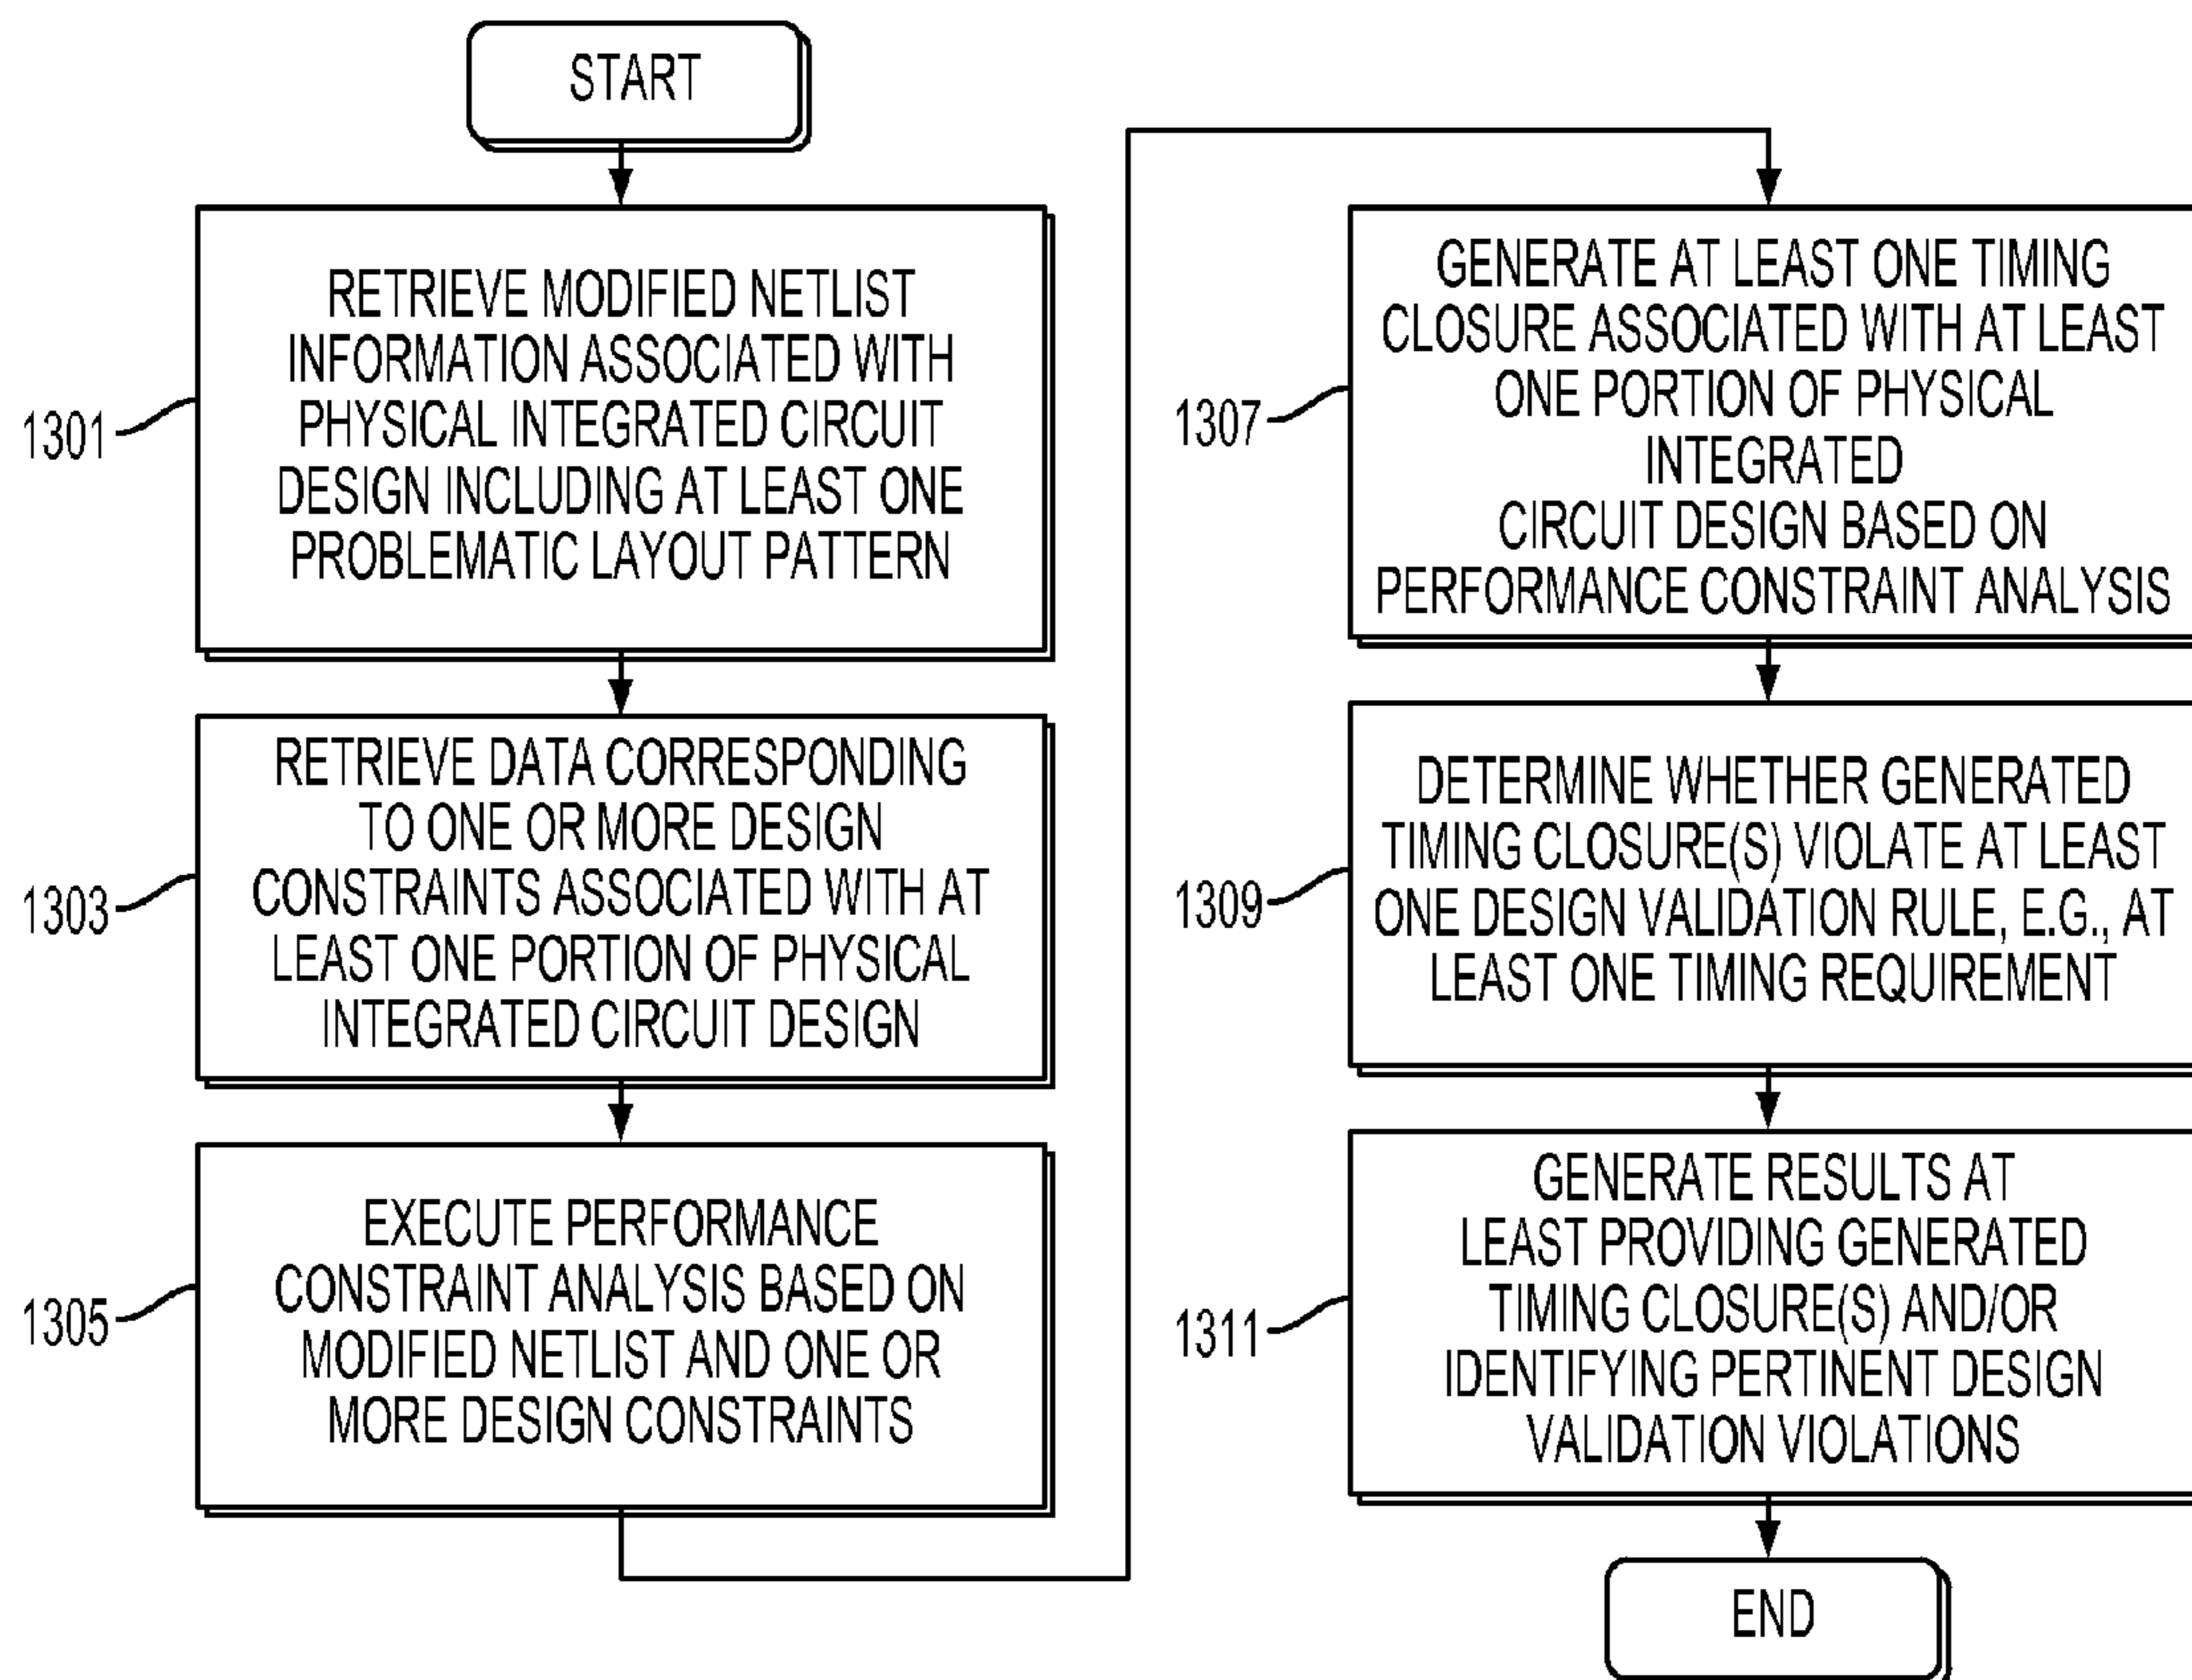 START
1301
RETRIEVE MODIFIED NETLIST
INFORMATION ASSOCIATED WITH
PHYSICAL INTEGRATED CIRCUIT
DESIGN INCLUDING AT LEAST ONE
PROBLEMATIC LAYOUT PATTERN
1303
RETRIEVE DATA CORRESPONDING
TO ONE OR MORE DESIGN
CONSTRAINTS ASSOCIATED WITH AT
LEAST ONE PORTION OF PHYSICAL
INTEGRATED CIRCUIT DESIGN
1305
EXECUTE PERFORMANCE
CONSTRAINT ANALYSIS BASED ON
MODIFIED NETLIST AND ONE OR
MORE DESIGN CONSTRAINTS
1307
GENERATE AT LEAST ONE TIMING
CLOSURE ASSOCIATED WITH AT LEAST
ONE PORTION OF PHYSICAL
INTEGRATED
CIRCUIT DESIGN BASED ON
PERFORMANCE CONSTRAINT ANALYSIS
1309
DETERMINE WHETHER GENERATED
TIMING CLOSURE(S) VIOLATE AT LEAST
ONE DESIGN VALIDATION RULE, E.G., AT
LEAST ONE TIMING REQUIREMENT
1311
GENERATE RESULTS AT
LEAST PROVIDING GENERATED
TIMING CLOSURE(S) AND/OR
IDENTIFYING PERTINENT DESIGN
VALIDATION VIOLATIONS
END